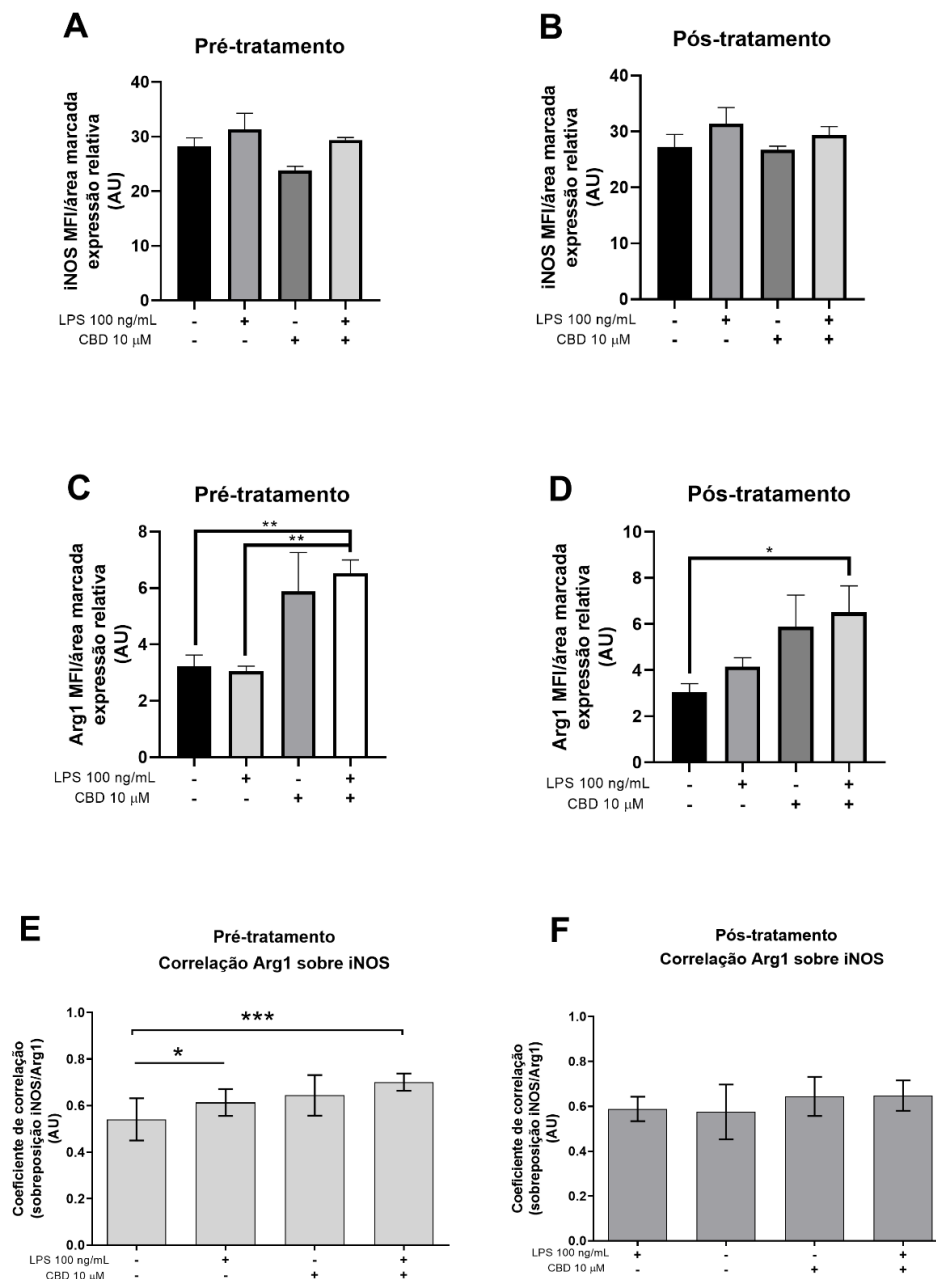 A
Pré-tratamento
iNOS MFI/área marcada
expressão relativa
(AU)
40
30
20
10
0
LPS 100 ng/mL - + - +
CBD 10 μM - - + +
B
Pós-tratamento
iNOS MFI/área marcada
expressão relativa
(AU)
40
30
20
10
0
LPS 100 ng/mL - + - +
CBD 10 μM - - + +
C
Pré-tratamento
Arg1 MFI/área marcada
expressão relativa
(AU)
8
6
4
2
0
**
**
LPS 100 ng/mL - + - +
CBD 10 μM - - + +
D
Pós-tratamento
Arg1 MFI/área marcada
expressão relativa
(AU)
10
8
6
4
2
0
*
LPS 100 ng/mL - + - +
CBD 10 μM - - + +
E
Pré-tratamento
Correlação Arg1 sobre iNOS
Coeficiente de correlação
(sobreposição iNOS/Arg1)
(AU)
1.0
0.8
0.6
0.4
0.2
0.0
***
*
LPS 100 ng/mL - + - +
CBD 10 μM - - + +
F
Pós-tratamento
Correlação Arg1 sobre iNOS
Coeficiente de correlação
(sobreposição iNOS/Arg1)
(AU)
1.0
0.8
0.6
0.4
0.2
0.0
LPS 100 ng/mL + - - +
CBD 10 μM - - + +